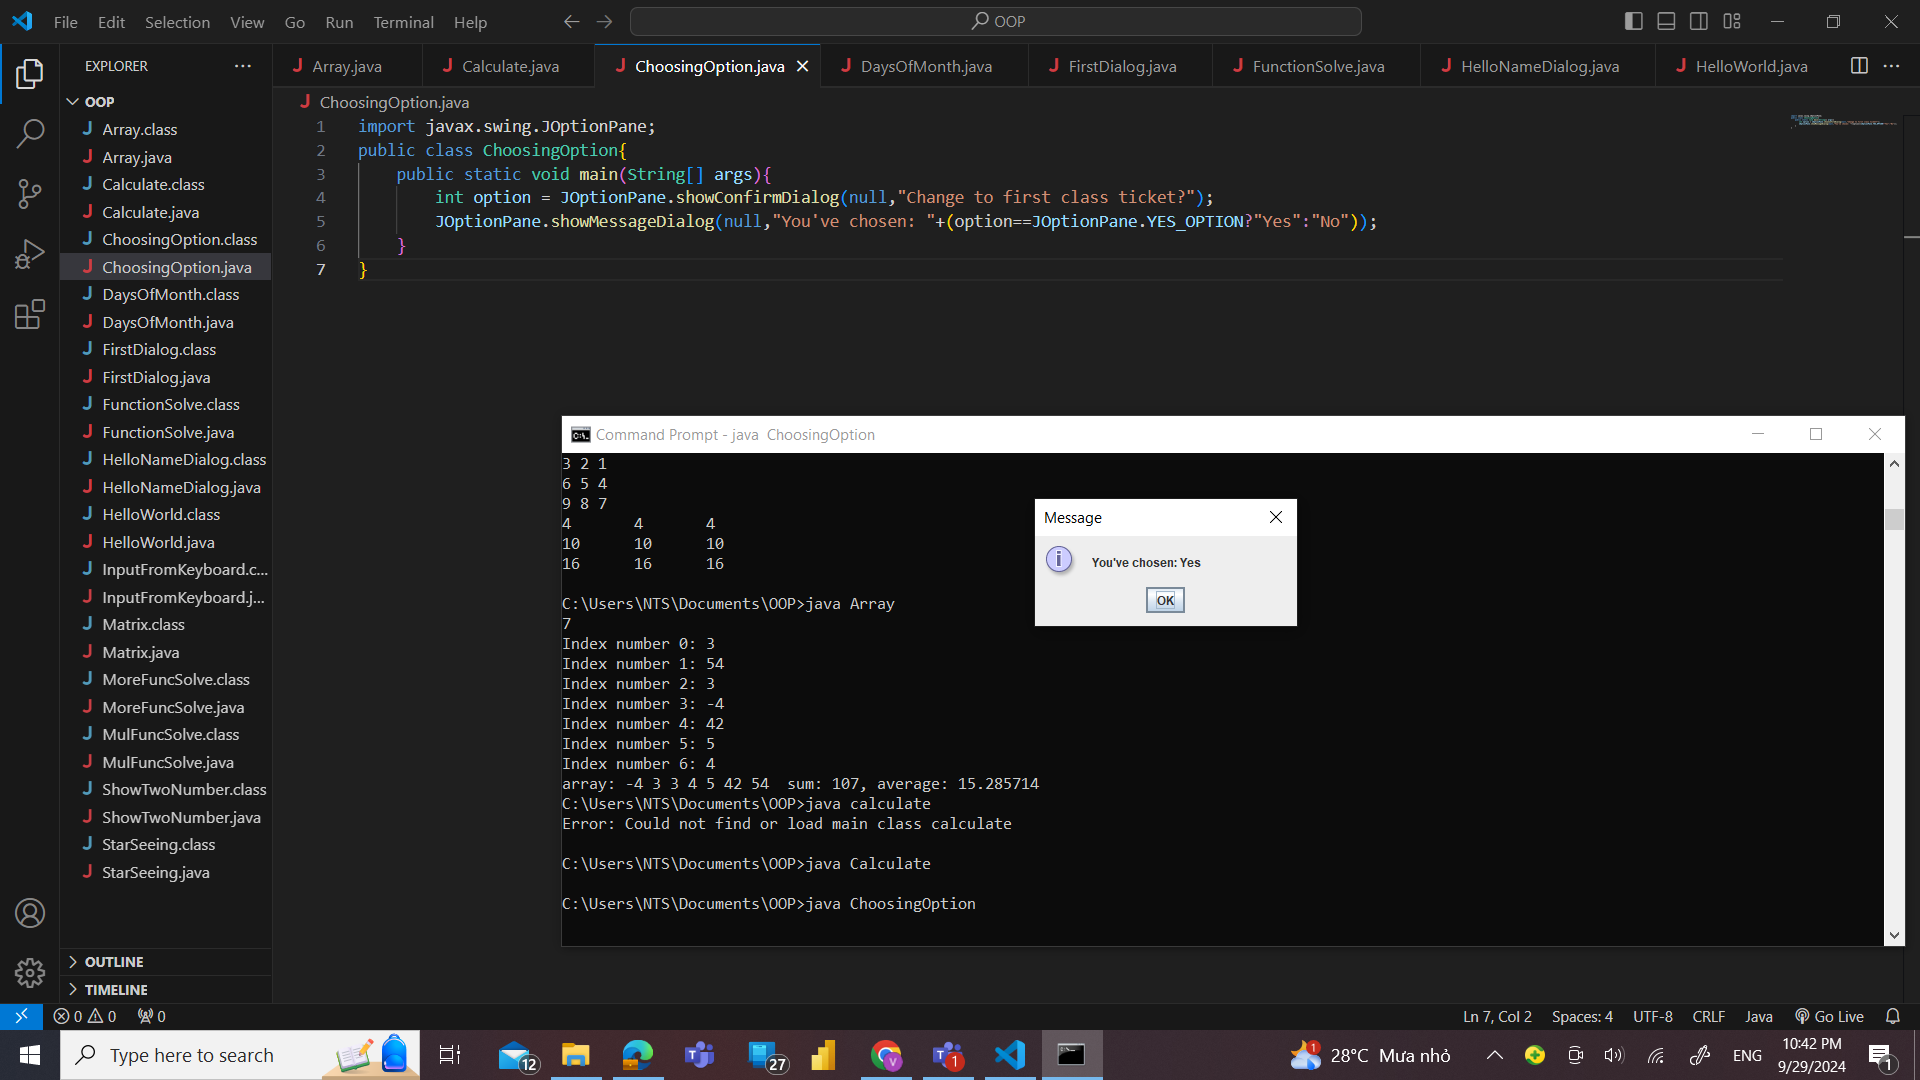 File Edit Selection View Go Run Terminal Help
OOP
EXPLORER
Array.java Calculate.java ChoosingOption.java DaysOfMonth.java FirstDialog.java FunctionSolve.java HelloNameDialog.java HelloWorld.java
OOP
Array.class
Array.java
Calculate.class
Calculate.java
ChoosingOption.class
ChoosingOption.java
DaysOfMonth.class
DaysOfMonth.java
FirstDialog.class
FirstDialog.java
FunctionSolve.class
FunctionSolve.java
HelloNameDialog.class
HelloNameDialog.java
HelloWorld.class
HelloWorld.java
InputFromKeyboard.c...
InputFromKeyboard.j...
Matrix.class
Matrix.java
MoreFuncSolve.class
MoreFuncSolve.java
MulFuncSolve.class
MulFuncSolve.java
ShowTwoNumber.class
ShowTwoNumber.java
StarSeeing.class
StarSeeing.java
OUTLINE
TIMELINE
ChoosingOption.java
1 import javax.swing.JOptionPane;
2 public class ChoosingOption{
3 public static void main(String[] args){
4 int option = JOptionPane.showConfirmDialog(null,"Change to first class ticket?");
5 JOptionPane.showMessageDialog(null,"You've chosen: "+(option==JOptionPane.YES_OPTION?"Yes":"No"));
6 }
7 }
Command Prompt - java  ChoosingOption
3 2 1
6 5 4
9 8 7
4 4 4
10 10 10
16 16 16
C:\Users\NTS\Documents\OOP>java Array
7
Index number 0: 3
Index number 1: 54
Index number 2: 3
Index number 3: -4
Index number 4: 42
Index number 5: 5
Index number 6: 4
array: -4 3 3 4 5 42 54  sum: 107, average: 15.285714
C:\Users\NTS\Documents\OOP>java calculate
Error: Could not find or load main class calculate
C:\Users\NTS\Documents\OOP>java Calculate
C:\Users\NTS\Documents\OOP>java ChoosingOption
Message
You've chosen: Yes
OK
0 0 0 Ln 7, Col 2 Spaces: 4 UTF-8 CRLF Java Go Live
Type here to search 12 27 1 1 28°C Mưa nhỏ ENG 10:42 PM
9/29/2024 1